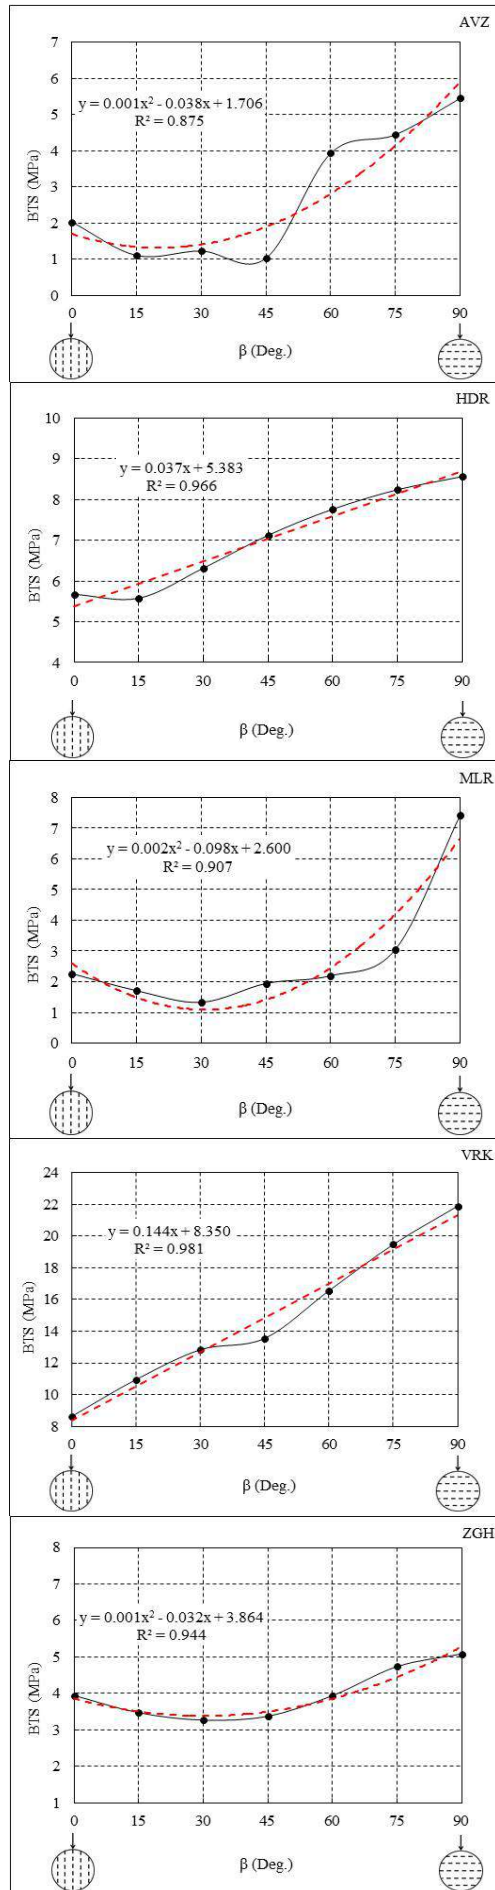 AVZ
7
6
5
4
3
2
1
0
BTS (MPa)
y = 0.001x² - 0.038x + 1.706
R² = 0.875
0 15 30 45 60 75 90
β (Deg.)
HDR
10
9
8
7
6
5
4
BTS (MPa)
y = 0.037x + 5.383
R² = 0.966
0 15 30 45 60 75 90
β (Deg.)
MLR
8
7
6
5
4
3
2
1
0
BTS (MPa)
y = 0.002x² - 0.098x + 2.600
R² = 0.907
0 15 30 45 60 75 90
β (Deg.)
VRK
24
22
20
18
16
14
12
10
8
BTS (MPa)
y = 0.144x + 8.350
R² = 0.981
0 15 30 45 60 75 90
β (Deg.)
ZGH
8
7
6
5
4
3
2
1
BTS (MPa)
y = 0.001x² - 0.032x + 3.864
R² = 0.944
0 15 30 45 60 75 90
β (Deg.)